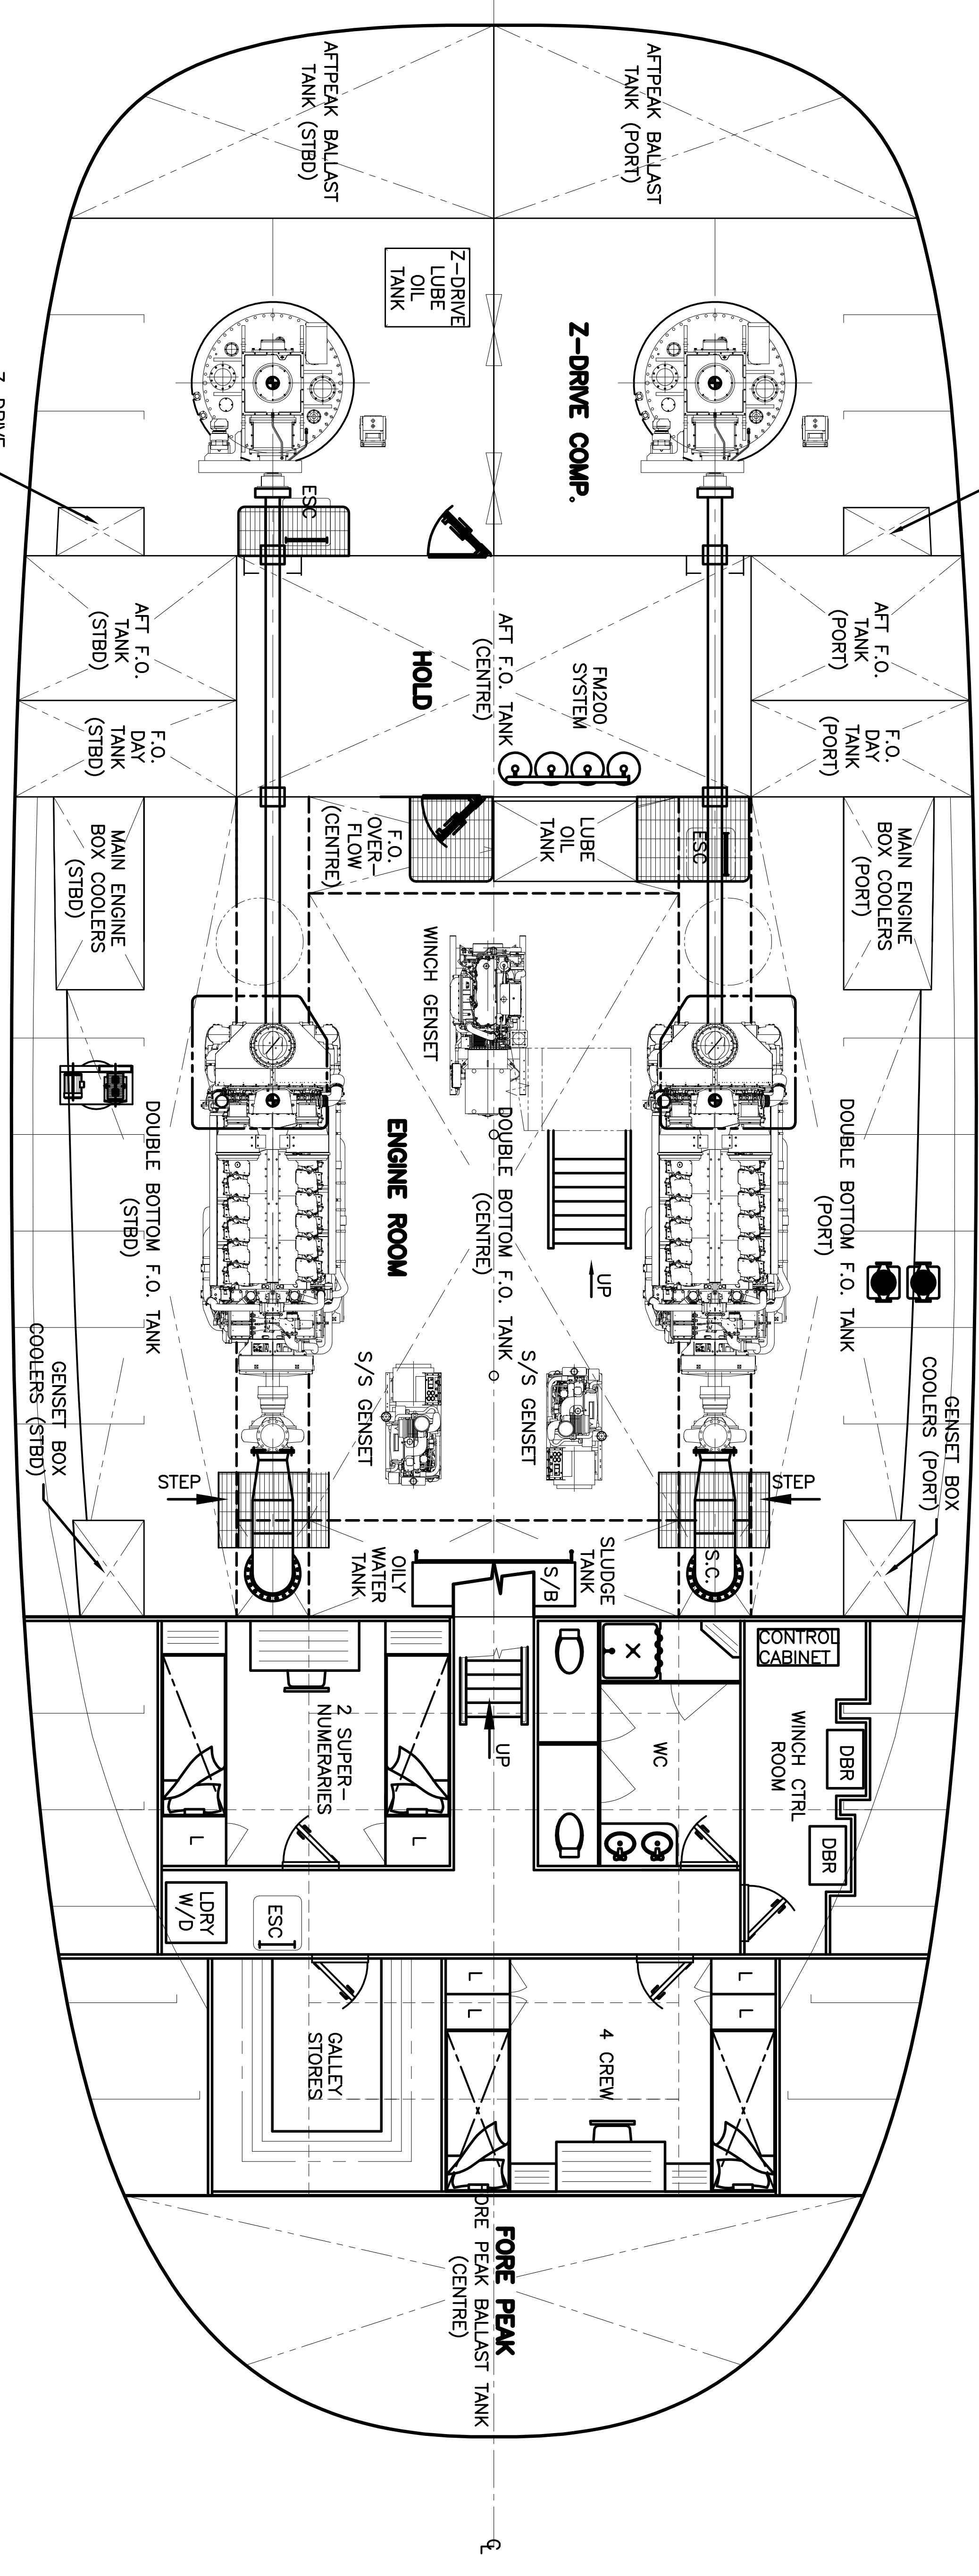 AFTPEAK BALLAST
TANK (PORT)
AFTPEAK BALLAST
TANK (STBD)
Z-DRIVE
LUBE
OIL
TANK
Z-DRIVE COMP.
ESC
AFT F.O.
TANK
(PORT)
AFT F.O. TANK
(CENTRE)
HOLD
FM200
SYSTEM
AFT F.O.
TANK
(STBD)
F.O.
DAY
TANK
(PORT)
F.O.
DAY
TANK
(STBD)
MAIN ENGINE
BOX COOLERS
(PORT)
ESC
LUBE
OIL
TANK
F.O.
OVER-
FLOW
(CENTRE)
MAIN ENGINE
BOX COOLERS
(STBD)
WINCH GENSET
DOUBLE BOTTOM F.O. TANK
(PORT)
DOUBLE BOTTOM F.O. TANK
(CENTRE)
ENGINE ROOM
DOUBLE BOTTOM F.O. TANK
(STBD)
UP
S/S GENSET
S/S GENSET
GENSET BOX
COOLERS (PORT)
GENSET BOX
COOLERS (STBD)
STEP
STEP
S.C.
SLUDGE
TANK
S/B
OILY
WATER
TANK
CONTROL
CABINET
WINCH CTRL
ROOM
DBR
DBR
WC
UP
2 SUPER-
NUMERARIES
L
L
LDRY
W/D
ESC
L
L
L
L
4 CREW
GALLEY
STORES
FORE PEAK
FORE PEAK BALLAST TANK
(CENTRE)